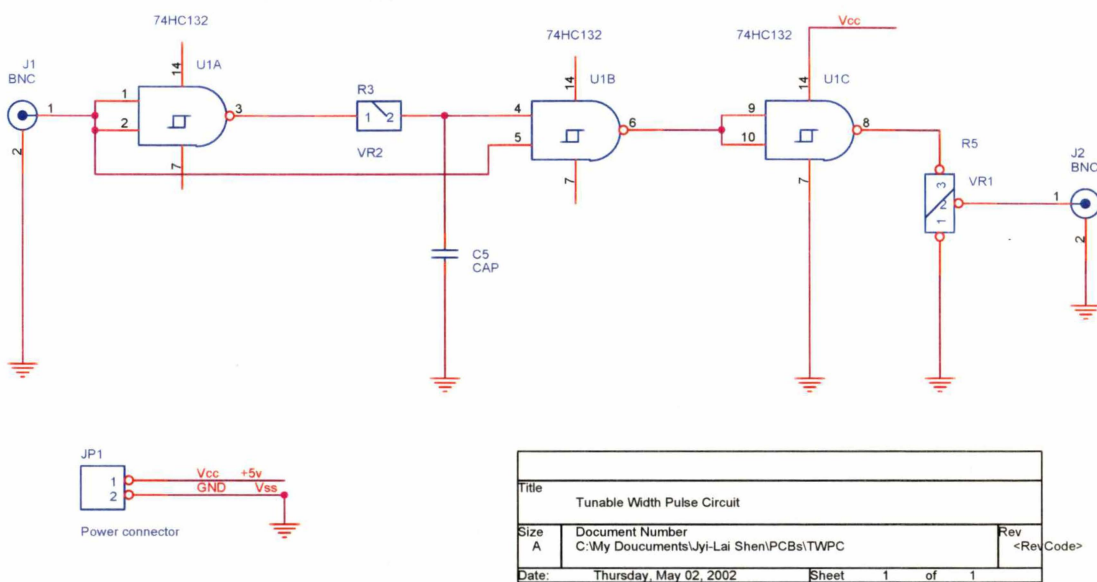 74HC132
74HC132
74HC132
Vcc
J1
BNC
14
U1A
14
U1B
14
U1C
1
1
2
3
R3
1 2
VR2
4
5
6
9
10
8
R5
J2
BNC
2
7
7
7
3
2
1
VR1
1
2
C5
CAP
JP1
1
2
Vcc +5v
GND Vss
Power connector
Title
Tunable Width Pulse Circuit
Size
A
Document Number
C:\My Doucuments\Jyi-Lai Shen\PCBs\TWPC
Rev
<RevCode>
Date: Thursday, May 02, 2002 Sheet 1 of 1